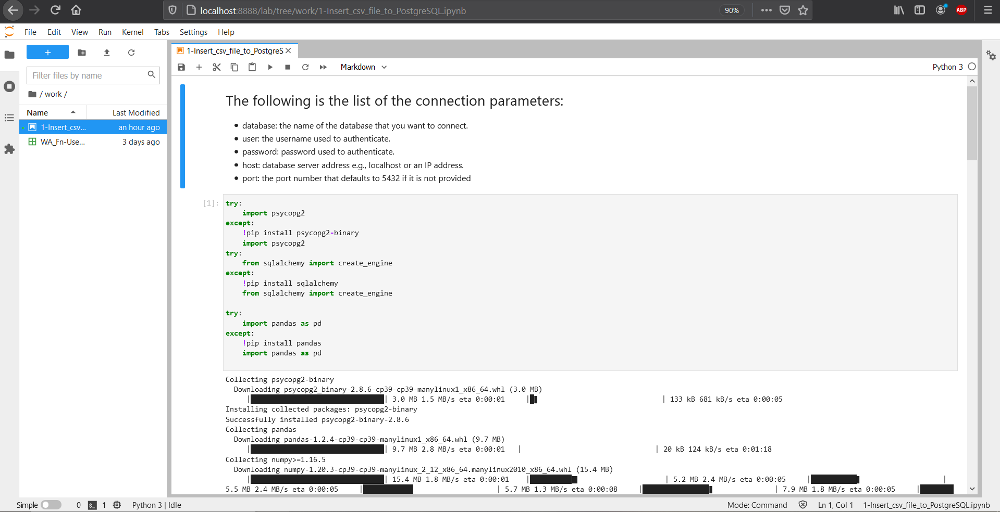 localhost:8888/lab/tree/work/1-Insert_csv_file_to_PostgreSQL.ipynb
90%
ABP
File Edit View Run Kernel Tabs Settings Help
1-Insert_csv_file_to_PostgreS
Markdown
Python 3
Filter files by name
/ work /
Name Last Modified
1-Insert_csv... an hour ago
WA_Fn-Use... 3 days ago
The following is the list of the connection parameters:
• database: the name of the database that you want to connect.
• user: the username used to authenticate.
• password: password used to authenticate.
• host: database server address e.g., localhost or an IP address.
• port: the port number that defaults to 5432 if it is not provided
[1]:
try:
    import psycopg2
except:
    !pip install psycopg2-binary
    import psycopg2
try:
    from sqlalchemy import create_engine
except:
    !pip install sqlalchemy
    from sqlalchemy import create_engine
try:
    import pandas as pd
except:
    !pip install pandas
    import pandas as pd
Collecting psycopg2-binary
  Downloading psycopg2_binary-2.8.6-cp39-cp39-manylinux1_x86_64.whl (3.0 MB)
| | 3.0 MB 1.5 MB/s eta 0:00:01 | | 133 kB 681 kB/s eta 0:00:05
Installing collected packages: psycopg2-binary
Successfully installed psycopg2-binary-2.8.6
Collecting pandas
  Downloading pandas-1.2.4-cp39-cp39-manylinux1_x86_64.whl (9.7 MB)
| | 9.7 MB 2.8 MB/s eta 0:00:01 | | 20 kB 124 kB/s eta 0:01:18
Collecting numpy>=1.16.5
  Downloading numpy-1.20.3-cp39-cp39-manylinux_2_12_x86_64.manylinux2010_x86_64.whl (15.4 MB)
| | 15.4 MB 1.8 MB/s eta 0:00:01 | | 5.2 MB 2.4 MB/s eta 0:00:05 | |
5.5 MB 2.4 MB/s eta 0:00:05 | | 5.7 MB 1.3 MB/s eta 0:00:08 | | 7.9 MB 1.8 MB/s eta 0:00:05 |
Simple 0 $_ 1 Python 3 | Idle Mode: Command Ln 1, Col 1 1-Insert_csv_file_to_PostgreSQL.ipynb